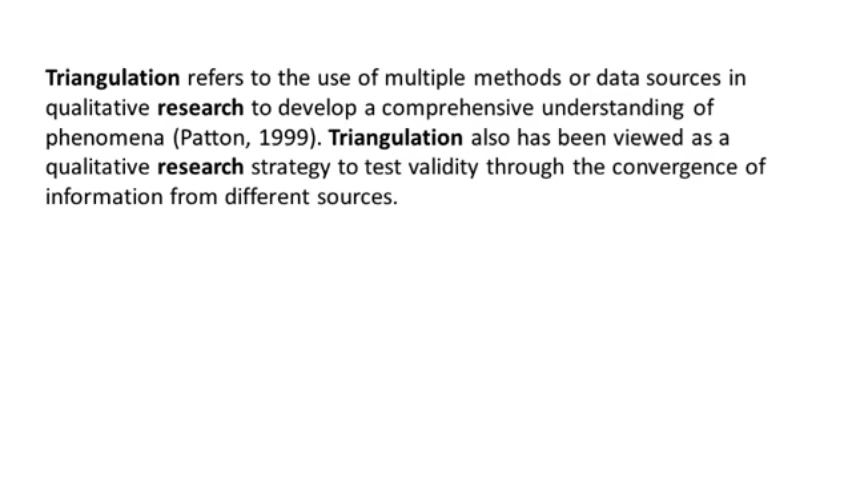 Triangulation refers to the use of multiple methods or data sources in
qualitative research to develop a comprehensive understanding of
phenomena (Patton, 1999). Triangulation also has been viewed as a
qualitative research strategy to test validity through the convergence of
information from different sources.